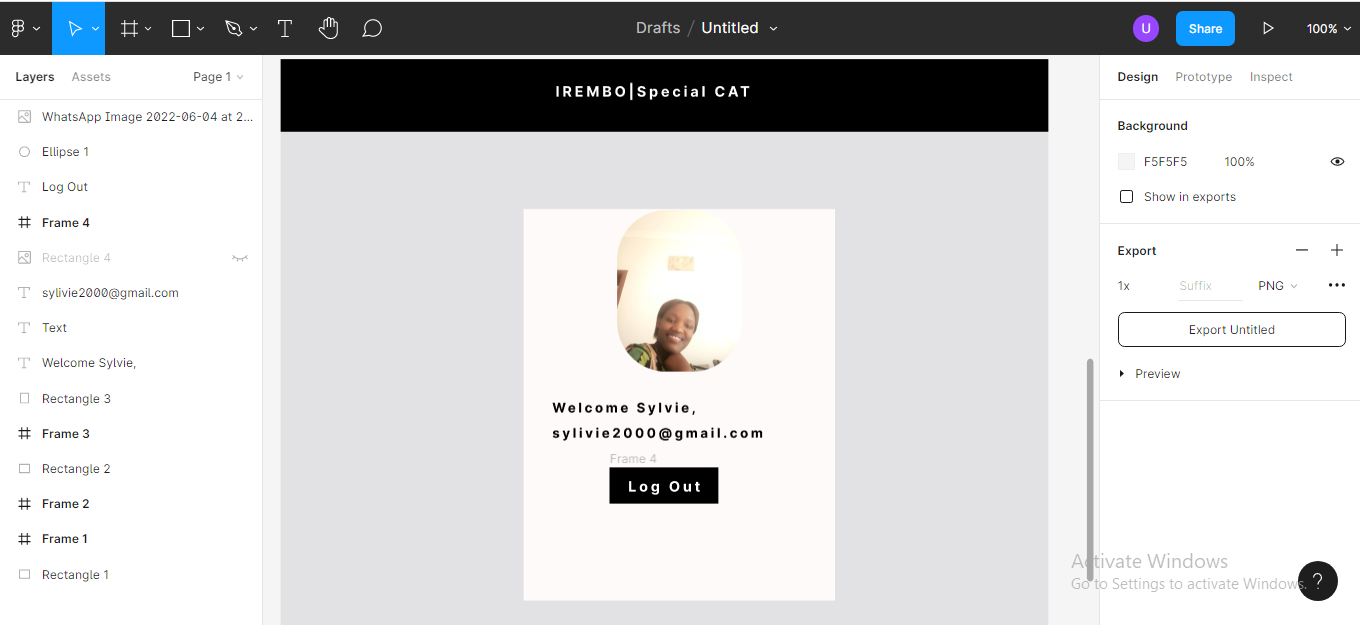 Drafts / Untitled
U
Share
100%
Layers
Assets
Page 1
WhatsApp Image 2022-06-04 at 2...
Ellipse 1
Log Out
Frame 4
Rectangle 4
sylivie2000@gmail.com
Text
Welcome Sylvie,
Rectangle 3
Frame 3
Rectangle 2
Frame 2
Frame 1
Rectangle 1
IREMBO|Special CAT
Welcome Sylvie,
sylivie2000@gmail.com
Frame 4
Log Out
Design
Prototype
Inspect
Background
F5F5F5
100%
Show in exports
Export
1x
Suffix
PNG
Export Untitled
Preview
Activate Windows
Go to Settings to activate Windows.
?